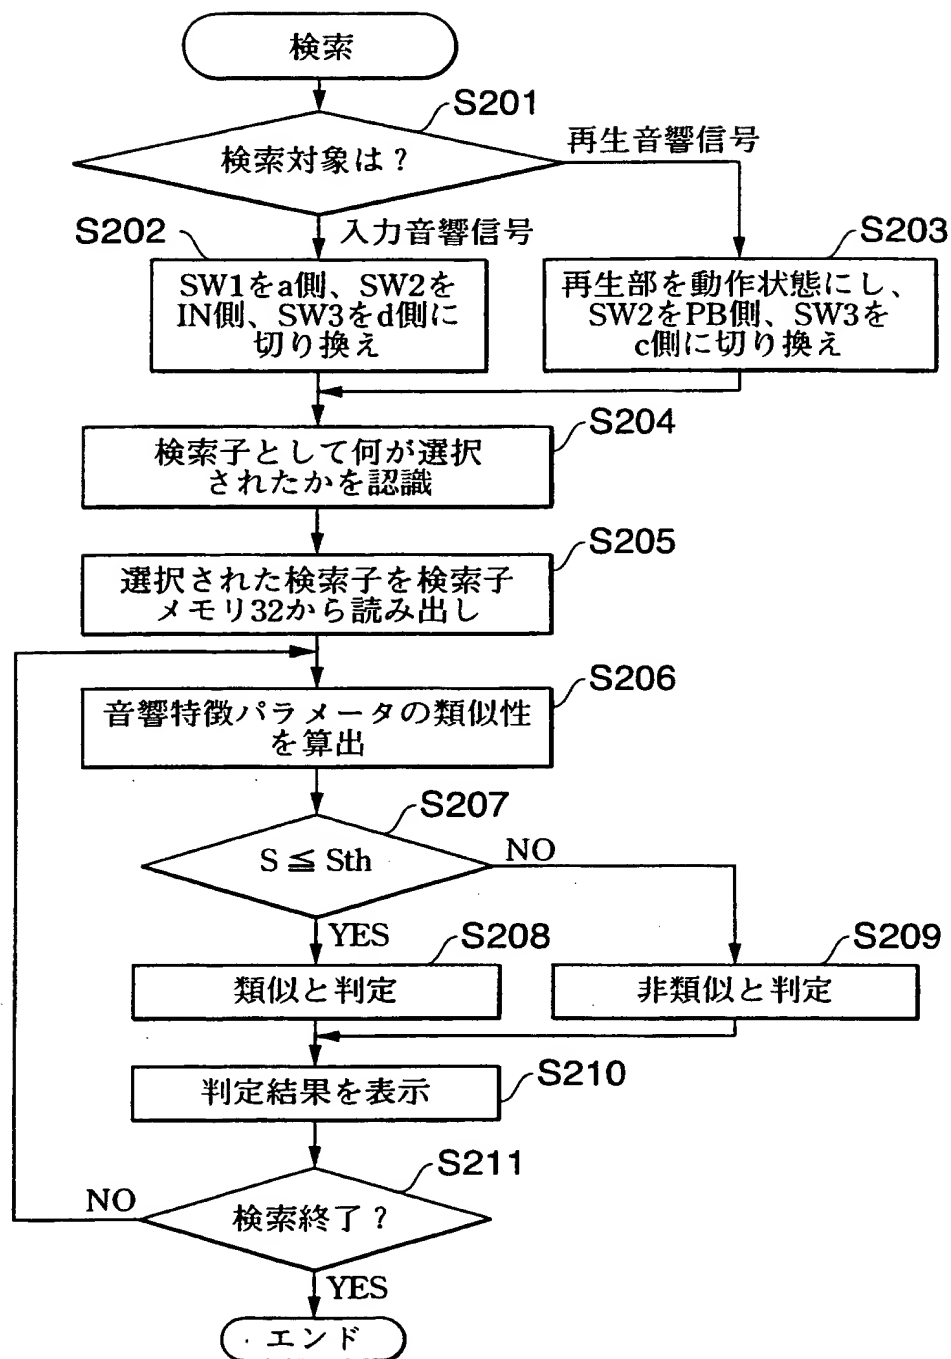 検索
S201
検索対象は？
再生音響信号
S202
入力音響信号
S203
SW1をa側、SW2を
IN側、SW3をd側に
切り換え
再生部を動作状態にし、
SW2をPB側、SW3を
c側に切り換え
S204
検索子として何が選択
されたかを認識
S205
選択された検索子を検索子
メモリ32から読み出し
S206
音響特徴パラメータの類似性
を算出
S207
S ≦ Sth
NO
YES
S208
S209
類似と判定
非類似と判定
S210
判定結果を表示
S211
NO
検索終了？
YES
エンド